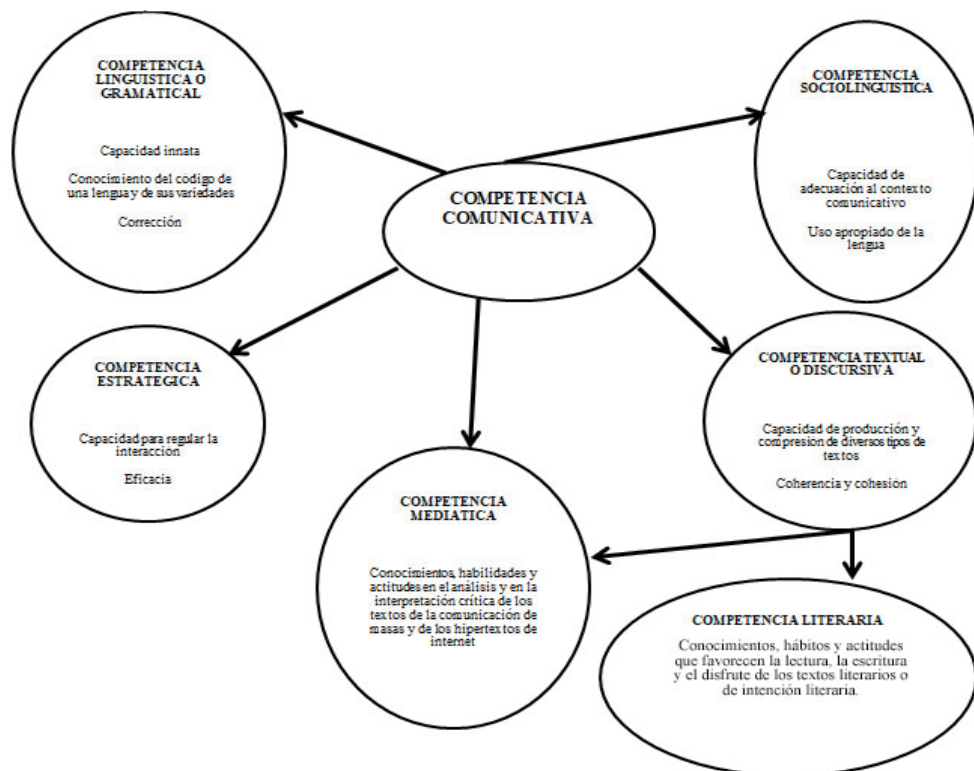 COMPETENCIA
LINGUISTICA O
GRAMATICAL
Capacidad innata
Conocimiento del código de
una lengua y de sus variedades
Corrección
COMPETENCIA
SOCIOLINGUISTICA
Capacidad de
adecuación al contexto
comunicativo
Uso apropiado de la
lengua
COMPETENCIA
COMUNICATIVA
COMPETENCIA
ESTRATEGICA
Capacidad para regular la
interacción
Eficacia
COMPETENCIA TEXTUAL
O DISCURSIVA
Capacidad de producción y
compresión de diversos tipos de
textos
Coherencia y cohesión
COMPETENCIA
MEDIATICA
Conocimientos, habilidades y
actitudes en el análisis y en la
interpretación crítica de los
textos de la comunicación de
masas y de los hipertextos de
internet
COMPETENCIA LITERARIA
Conocimientos, hábitos y actitudes
que favorecen la lectura, la escritura
y el disfrute de los textos literarios o
de intención literaria.